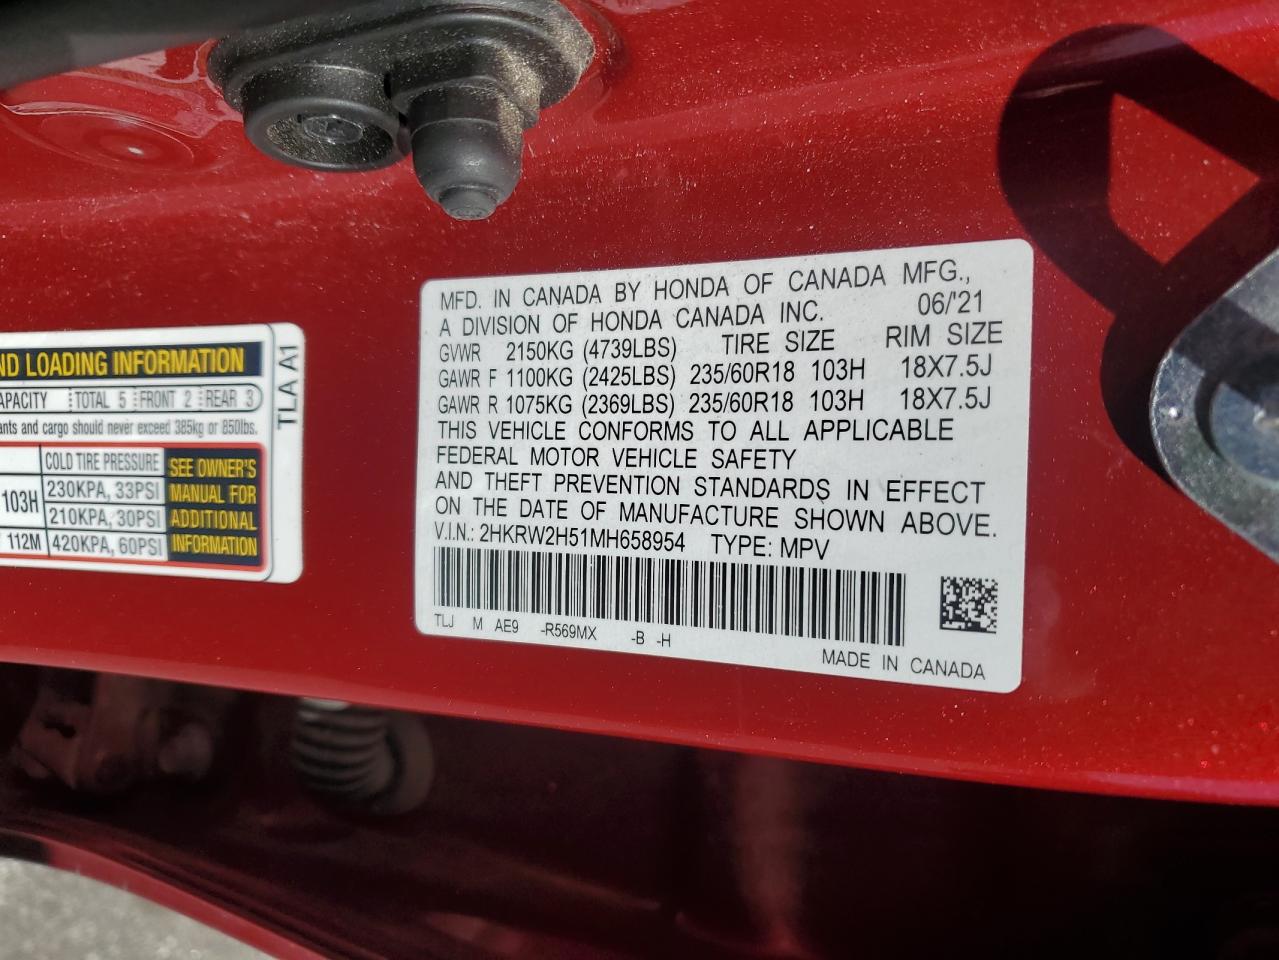 ND LOADING INFORMATION
APACITY TOTAL 5 FRONT 2 REAR 3
ants and cargo should never exceed 385kg or 850lbs.
COLD TIRE PRESSURE
103H 230KPA, 33PSI
210KPA, 30PSI
112M 420KPA, 60PSI
SEE OWNER'S
MANUAL FOR
ADDITIONAL
INFORMATION
TLA A1
MFD. IN CANADA BY HONDA OF CANADA MFG.,
A DIVISION OF HONDA CANADA INC. 06/'21
GVWR 2150KG (4739LBS) TIRE SIZE RIM SIZE
GAWR F 1100KG (2425LBS) 235/60R18 103H 18X7.5J
GAWR R 1075KG (2369LBS) 235/60R18 103H 18X7.5J
THIS VEHICLE CONFORMS TO ALL APPLICABLE
FEDERAL MOTOR VEHICLE SAFETY
AND THEFT PREVENTION STANDARDS IN EFFECT
ON THE DATE OF MANUFACTURE SHOWN ABOVE.
V.I.N.: 2HKRW2H51MH658954 TYPE: MPV
TLJ M AE9 -R569MX -B -H
MADE IN CANADA